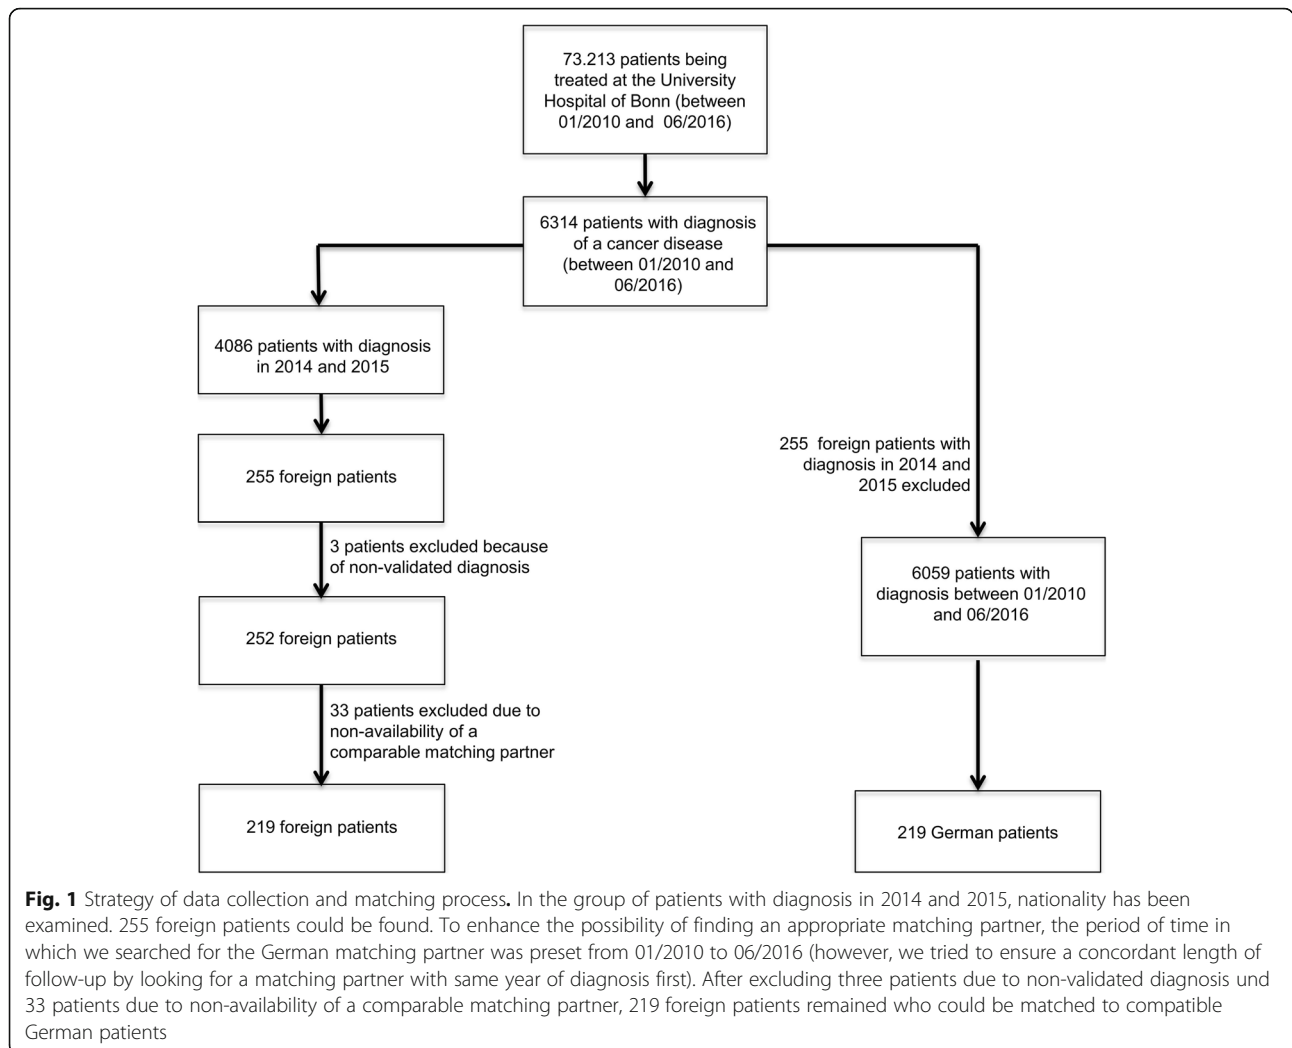 73.213 patients being
treated at the University
Hospital of Bonn (between
01/2010 and 06/2016)
6314 patients with diagnosis
of a cancer disease
(between 01/2010 and
06/2016)
4086 patients with diagnosis
in 2014 and 2015
255 foreign patients
3 patients excluded because
of non-validated diagnosis
252 foreign patients
33 patients excluded due to
non-availability of a
comparable matching partner
219 foreign patients
255 foreign patients with
diagnosis in 2014 and
2015 excluded
6059 patients with
diagnosis between 01/2010
and 06/2016
219 German patients
Fig. 1 Strategy of data collection and matching process. In the group of patients with diagnosis in 2014 and 2015, nationality has been
examined. 255 foreign patients could be found. To enhance the possibility of finding an appropriate matching partner, the period of time in
which we searched for the German matching partner was preset from 01/2010 to 06/2016 (however, we tried to ensure a concordant length of
follow-up by looking for a matching partner with same year of diagnosis first). After excluding three patients due to non-validated diagnosis und
33 patients due to non-availability of a comparable matching partner, 219 foreign patients remained who could be matched to compatible
German patients